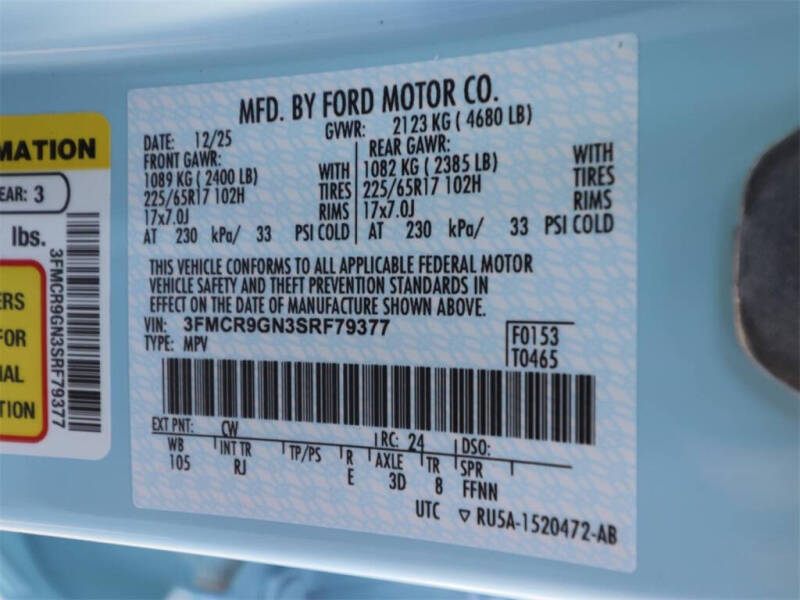 MATION
EAR: 3
lbs.
ERS
FOR
IAL
TION
3FMCR9GN3SRF79377
MFD. BY FORD MOTOR CO.
DATE: 12/25 GVWR: 2123 KG ( 4680 LB)
FRONT GAWR: REAR GAWR:
1089 KG (2400 LB) WITH 1082 KG (2385 LB) WITH
225/65R17 102H TIRES 225/65R17 102H TIRES
17x7.0J RIMS 17x7.0J RIMS
AT 230 kPa/ 33 PSI COLD AT 230 kPa/ 33 PSI COLD
THIS VEHICLE CONFORMS TO ALL APPLICABLE FEDERAL MOTOR
VEHICLE SAFETY AND THEFT PREVENTION STANDARDS IN
EFFECT ON THE DATE OF MANUFACTURE SHOWN ABOVE.
VIN: 3FMCR9GN3SRF79377
TYPE: MPV
F0153
T0465
EXT PNT: CW RC: 24 DSO:
WB INT TR TP/PS R AXLE TR SPR
105 RJ E 3D 8 FFNN
UTC ▽ RU5A-1520472-AB